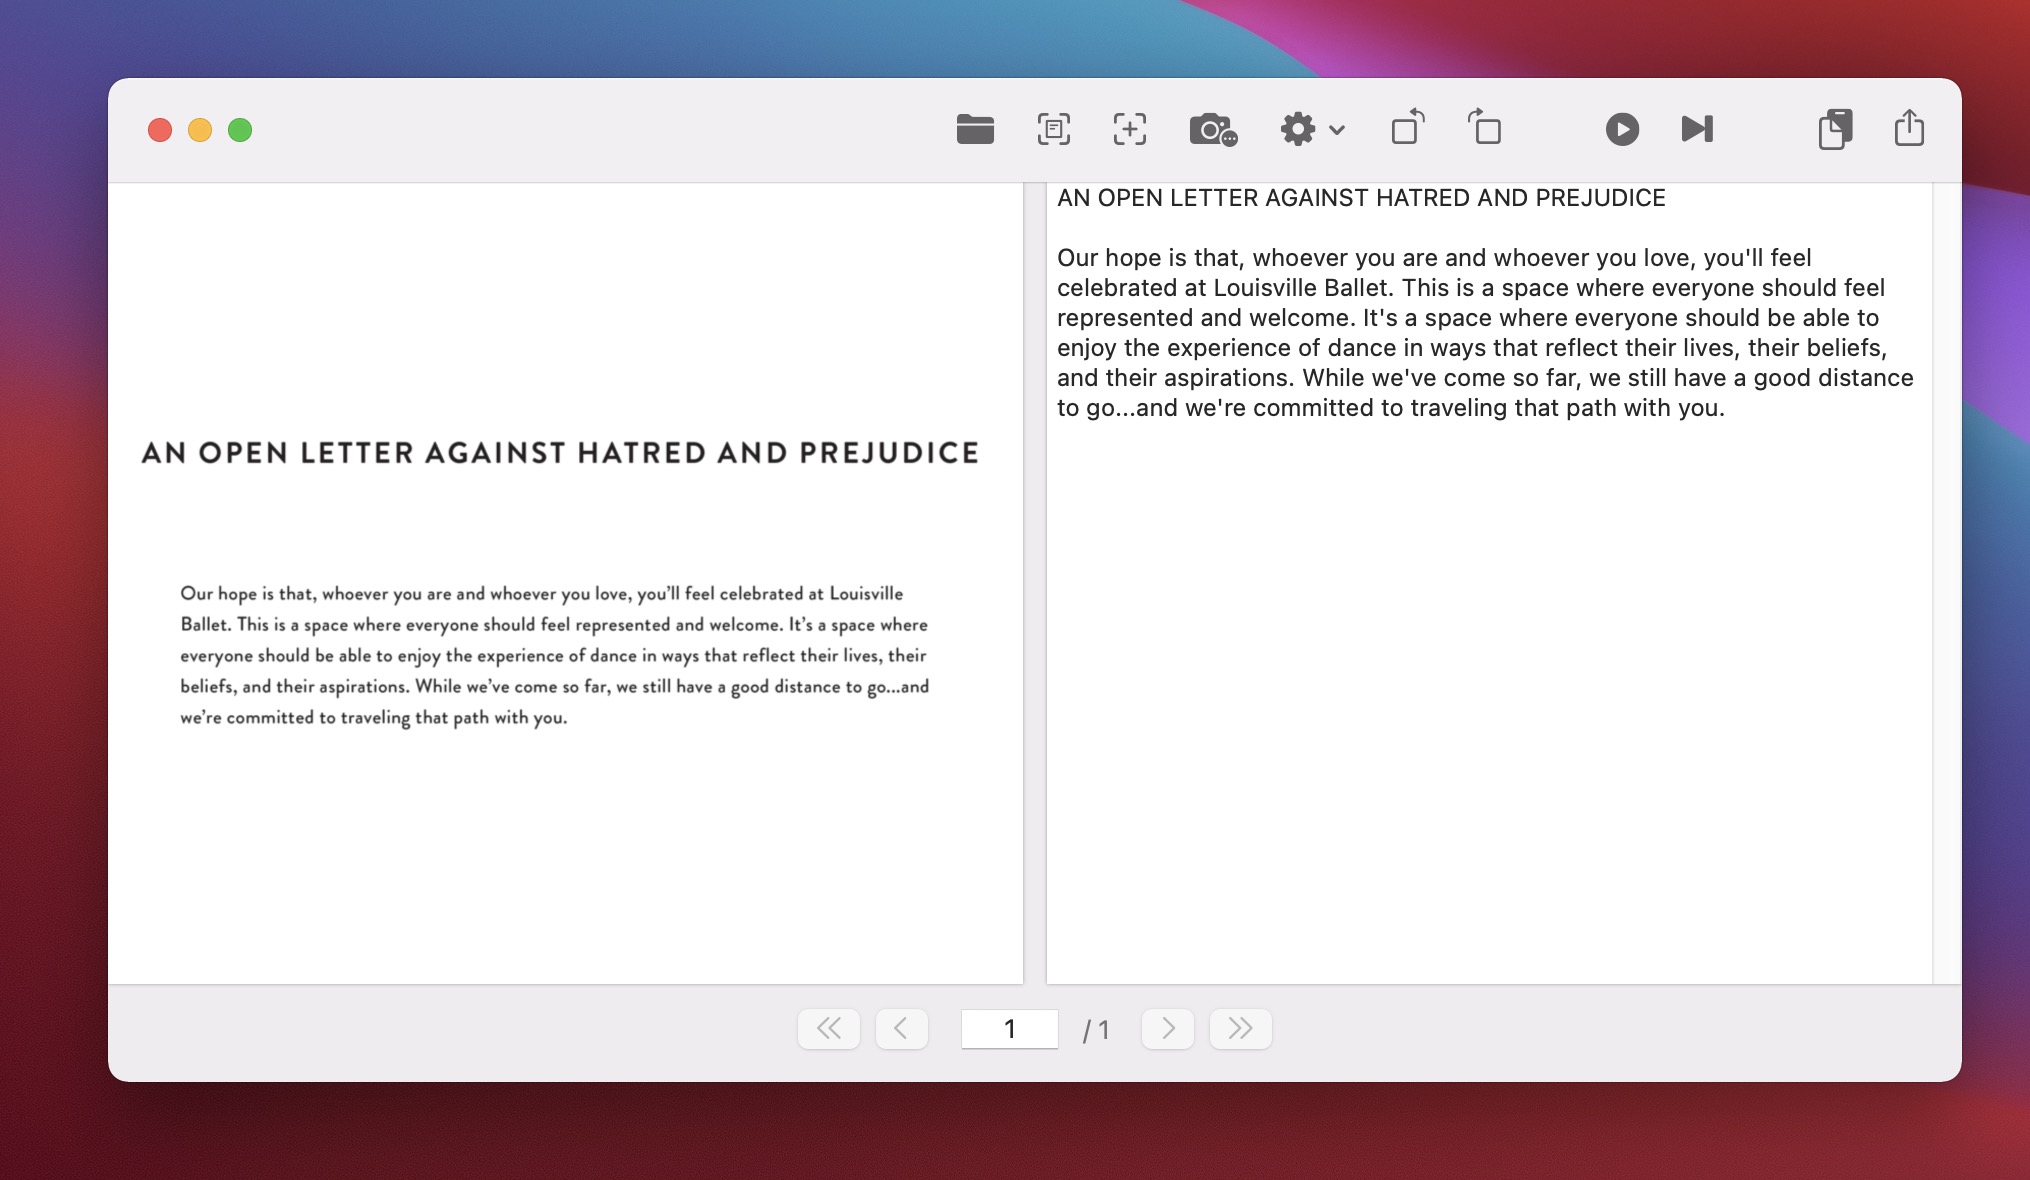 AN OPEN LETTER AGAINST HATRED AND PREJUDICE
Our hope is that, whoever you are and whoever you love, you’ll feel celebrated at Louisville
Ballet. This is a space where everyone should feel represented and welcome. It’s a space where
everyone should be able to enjoy the experience of dance in ways that reflect their lives, their
beliefs, and their aspirations. While we’ve come so far, we still have a good distance to go...and
we’re committed to traveling that path with you.
AN OPEN LETTER AGAINST HATRED AND PREJUDICE
Our hope is that, whoever you are and whoever you love, you'll feel
celebrated at Louisville Ballet. This is a space where everyone should feel
represented and welcome. It's a space where everyone should be able to
enjoy the experience of dance in ways that reflect their lives, their beliefs,
and their aspirations. While we've come so far, we still have a good distance
to go...and we're committed to traveling that path with you.
1 / 1